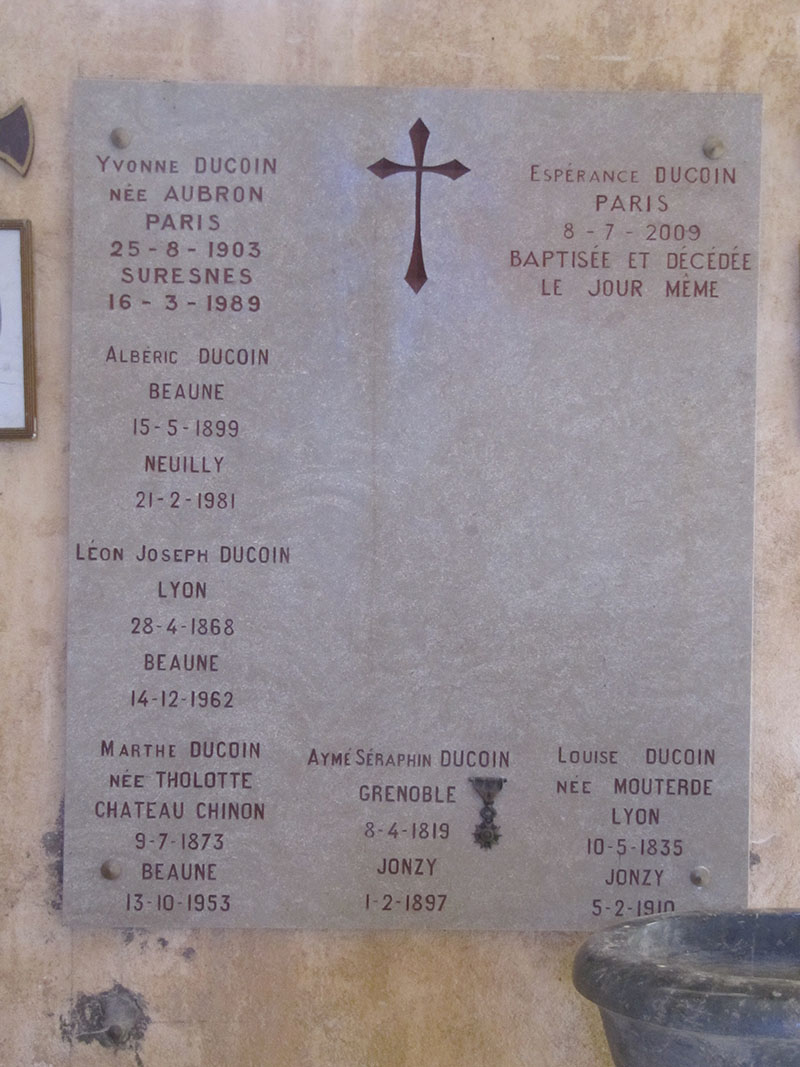 Yvonne DUCOIN
NÉE AUBRON
PARIS
25-8-1903
SURESNES
16-3-1989
Espérance DUCOIN
PARIS
8-7-2009
BAPTISÉE ET DÉCÉDÉE
LE JOUR MÊME
Albéric DUCOIN
BEAUNE
15-5-1899
NEUILLY
21-2-1981
Léon Joseph DUCOIN
LYON
28-4-1868
BEAUNE
14-12-1962
Marthe DUCOIN
NÉE THOLOTTE
CHATEAU CHINON
9-7-1873
BEAUNE
13-10-1953
Aymé Séraphin DUCOIN
GRENOBLE
8-4-1819
JONZY
1-2-1897
Louise DUCOIN
NÉE MOUTERDE
LYON
10-5-1835
JONZY
5-2-1910